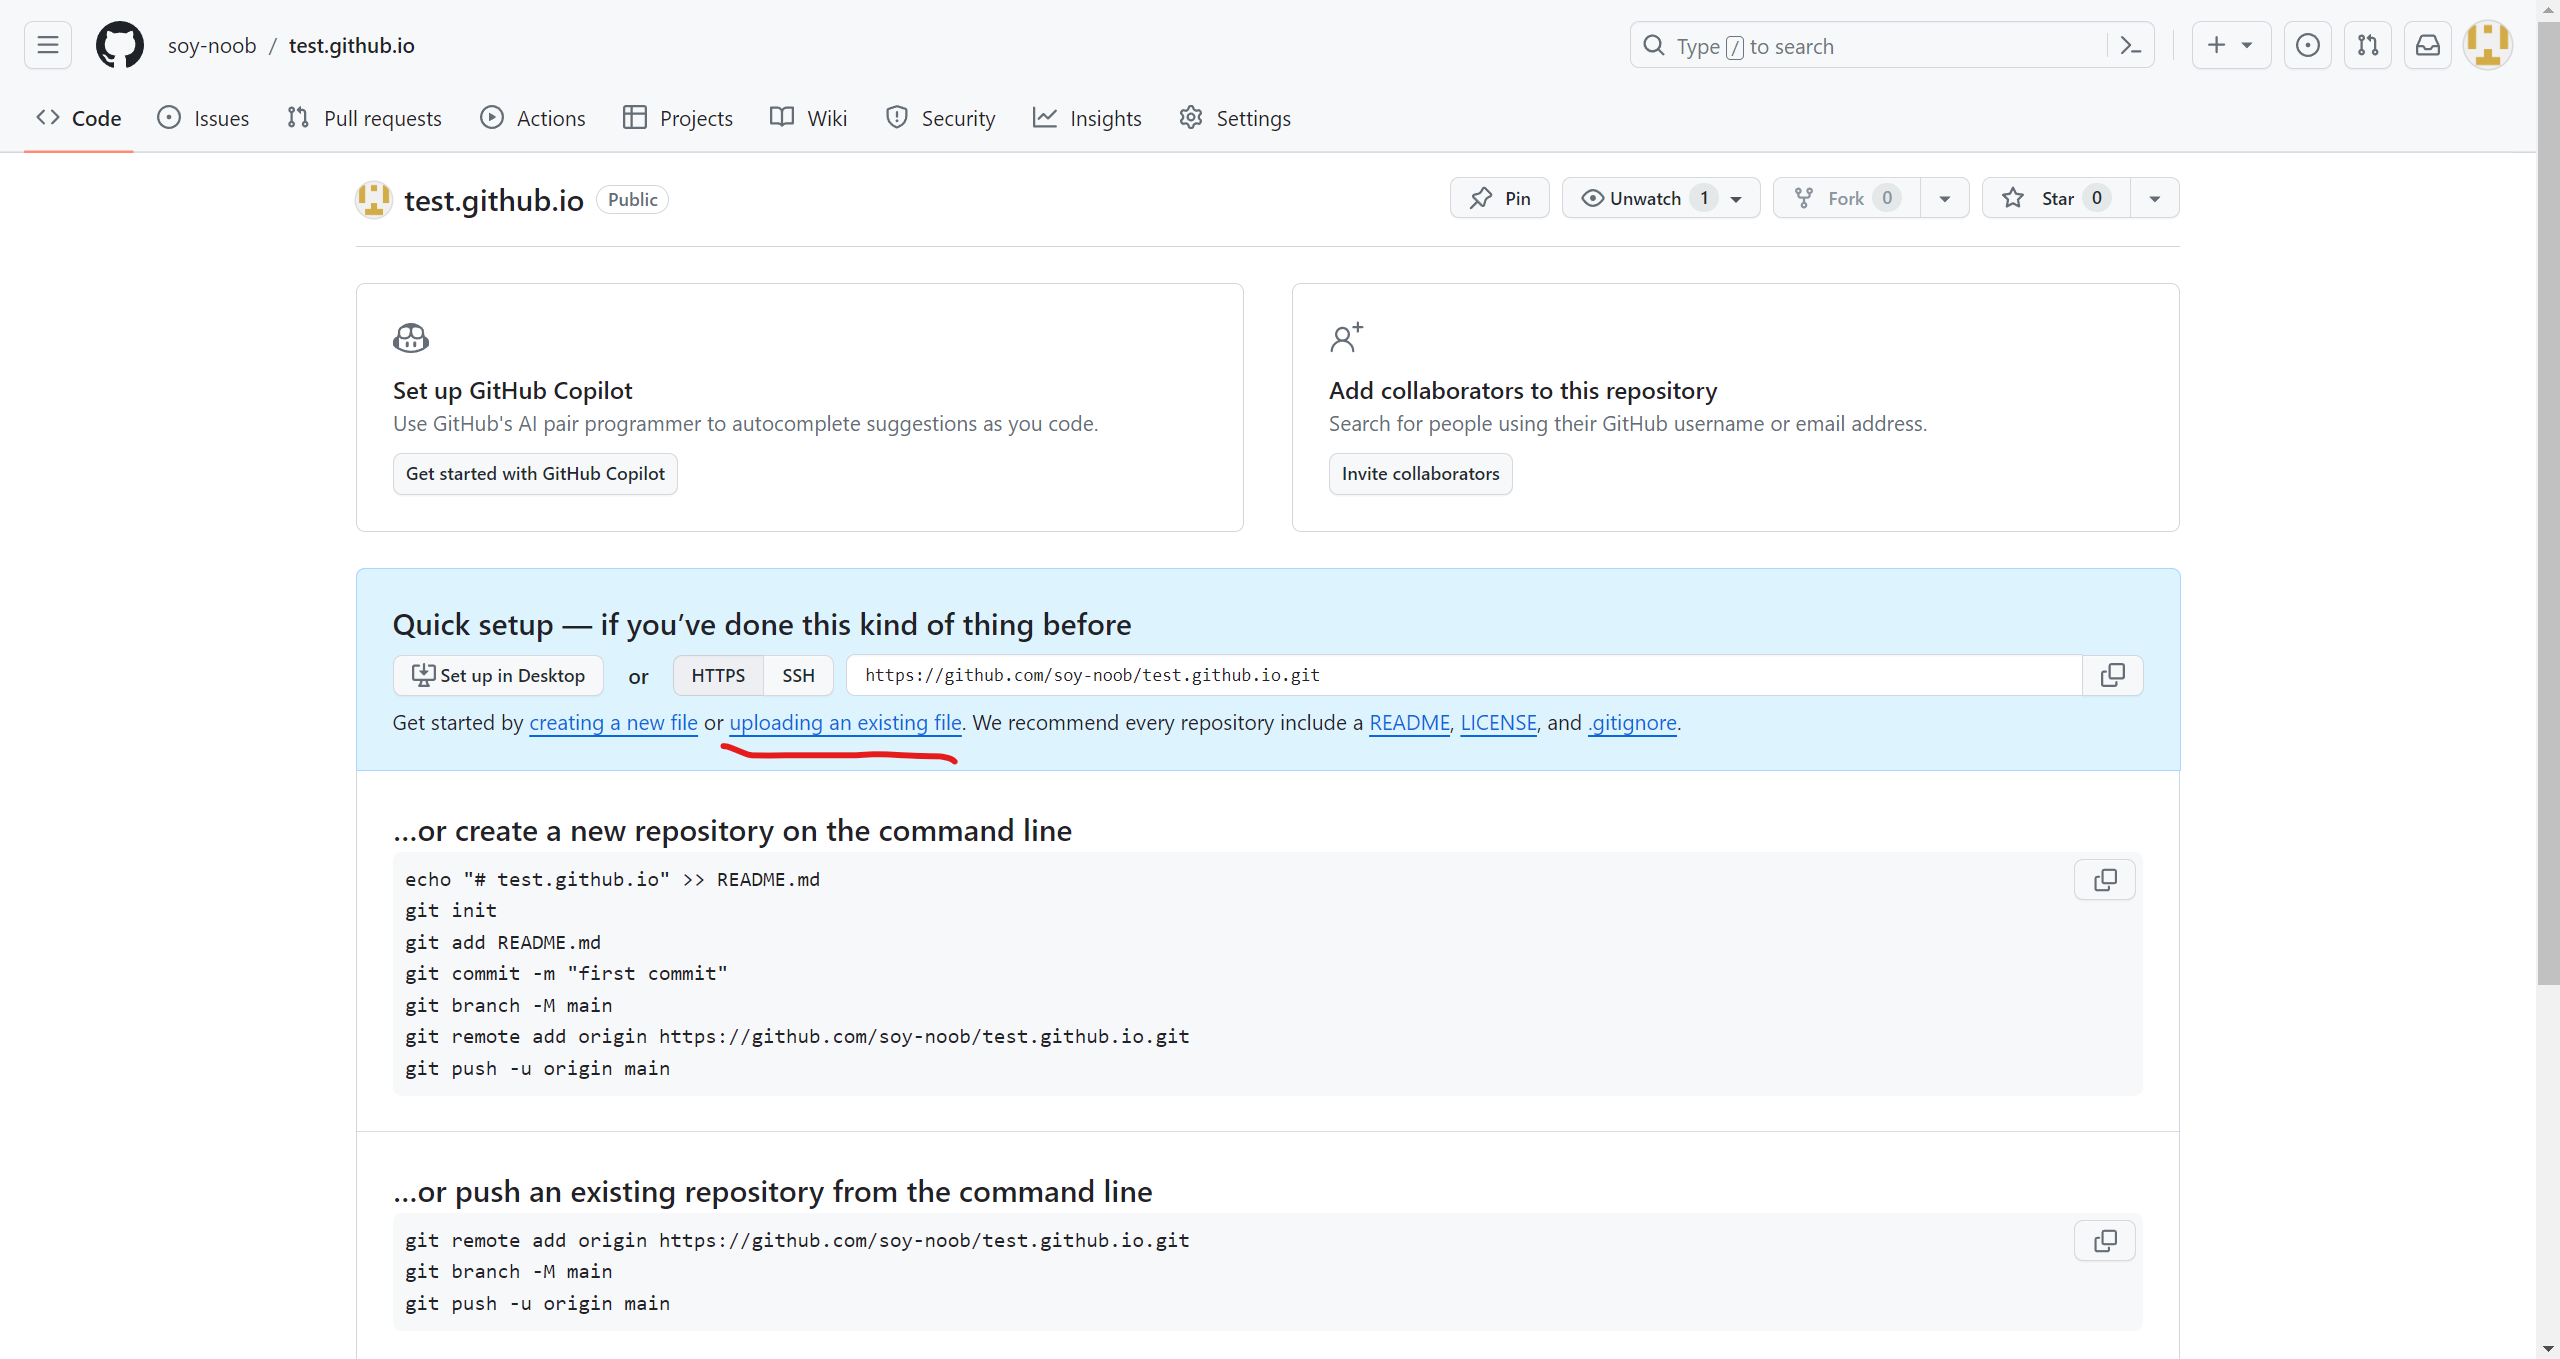 soy-noob / test.github.io
Type / to search
Code Issues Pull requests Actions Projects Wiki Security Insights Settings
test.github.io Public
Pin Unwatch 1 Fork 0 Star 0
Set up GitHub Copilot
Use GitHub's AI pair programmer to autocomplete suggestions as you code.
Get started with GitHub Copilot
Add collaborators to this repository
Search for people using their GitHub username or email address.
Invite collaborators
Quick setup — if you’ve done this kind of thing before
Set up in Desktop or HTTPS SSH https://github.com/soy-noob/test.github.io.git
Get started by creating a new file or uploading an existing file. We recommend every repository include a README, LICENSE, and .gitignore.
…or create a new repository on the command line
echo "# test.github.io" >> README.md
git init
git add README.md
git commit -m "first commit"
git branch -M main
git remote add origin https://github.com/soy-noob/test.github.io.git
git push -u origin main
…or push an existing repository from the command line
git remote add origin https://github.com/soy-noob/test.github.io.git
git branch -M main
git push -u origin main